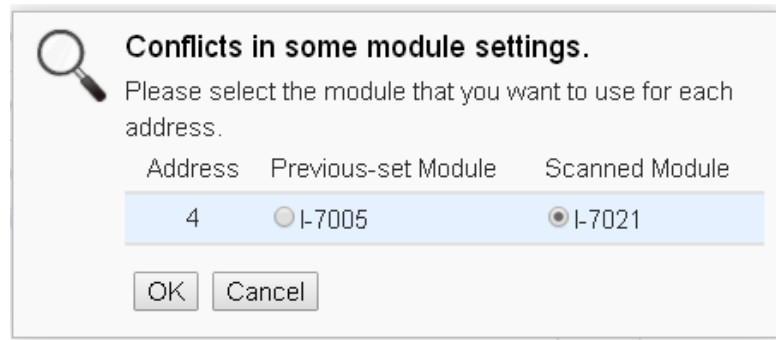 Conflicts in some module settings.
Please select the module that you want to use for each
address.
Address Previous-set Module Scanned Module
4 I-7005 I-7021
OK Cancel